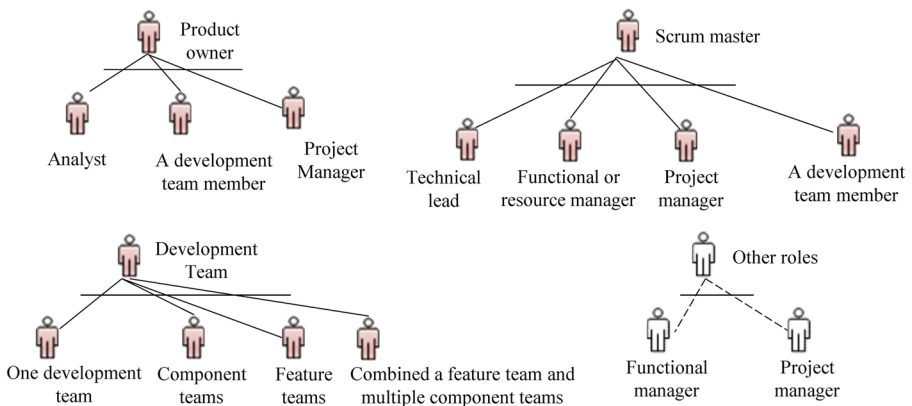 Product
owner
Analyst
A development
team member
Project
Manager
Scrum master
Technical
lead
Functional or
resource manager
Project
manager
A development
team member
Development
Team
One development
team
Component
teams
Feature
teams
Combined a feature team and
multiple component teams
Other roles
Functional
manager
Project
manager